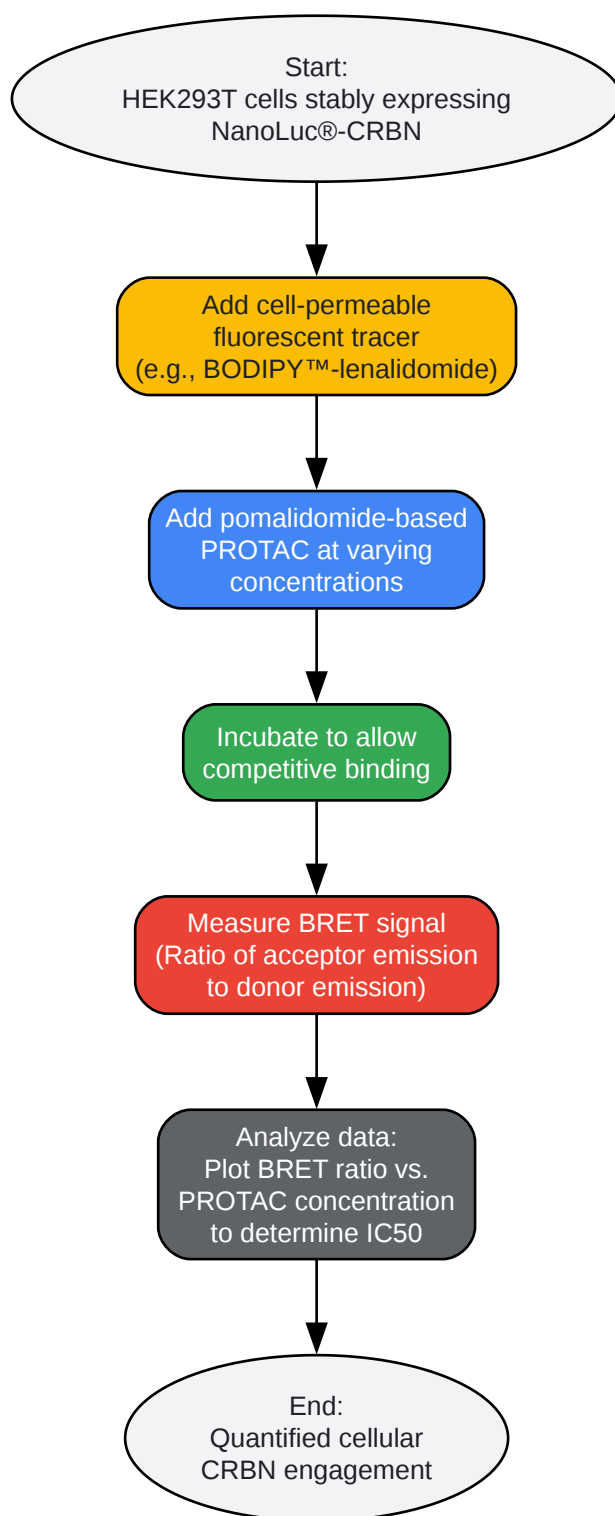 Start:
HEK293T cells stably expressing
NanoLuc®-CRBN
Add cell-permeable
fluorescent tracer
(e.g., BODIPY™-lenalidomide)
Add pomalidomide-based
PROTAC at varying
concentrations
Incubate to allow
competitive binding
Measure BRET signal
(Ratio of acceptor emission
to donor emission)
Analyze data:
Plot BRET ratio vs.
PROTAC concentration
to determine IC50
End:
Quantified cellular
CRBN engagement